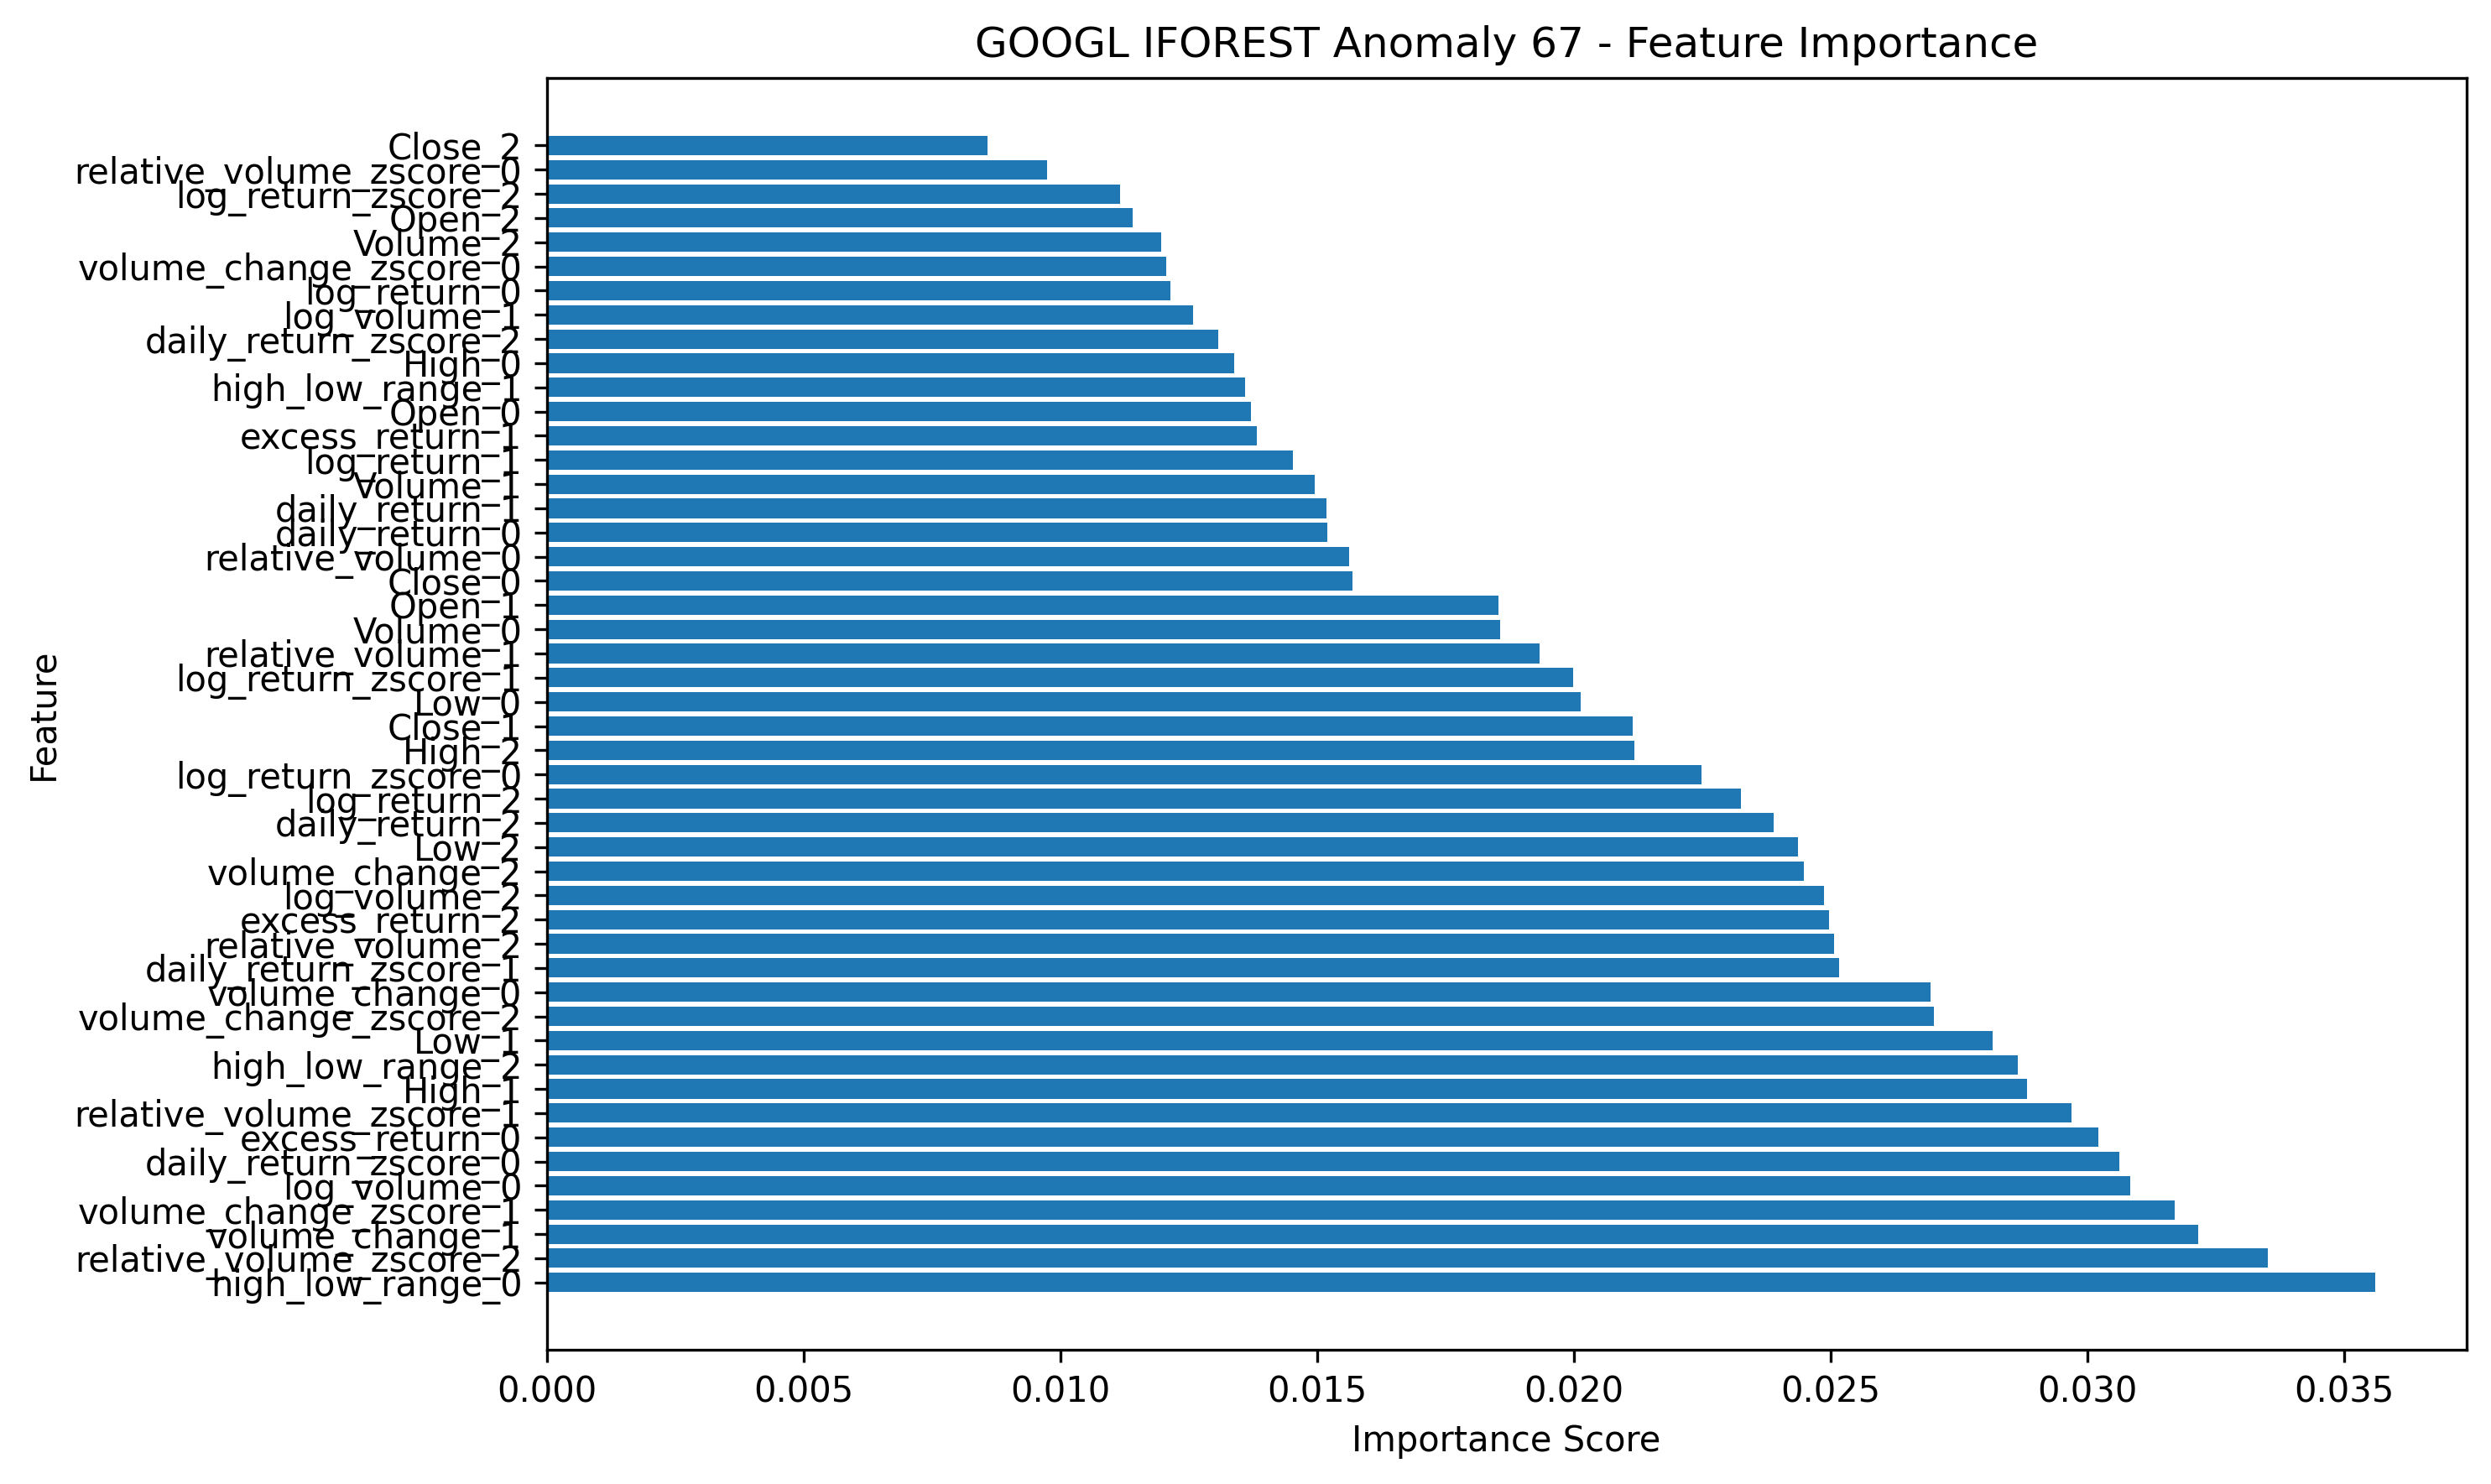 GOOGL IFOREST Anomaly 67 - Feature Importance
Close_2
relative_volume_zscore_0
log_return_zscore_2
Open_2
Volume_2
volume_change_zscore_0
log_return_0
log_volume_1
daily_return_zscore_2
High_0
high_low_range_1
Open_0
excess_return_1
log_return_1
Volume_1
daily_return_1
daily_return_0
relative_volume_0
Close_0
Open_1
Volume_0
relative_volume_1
log_return_zscore_1
Low_0
Close_1
High_2
log_return_zscore_0
log_return_2
daily_return_2
Low_2
volume_change_2
log_volume_2
excess_return_2
relative_volume_2
daily_return_zscore_1
volume_change_0
volume_change_zscore_2
Low_1
high_low_range_2
High_1
relative_volume_zscore_1
excess_return_0
daily_return_zscore_0
log_volume_0
volume_change_zscore_1
volume_change_1
relative_volume_zscore_2
high_low_range_0
Feature
0.000 0.005 0.010 0.015 0.020 0.025 0.030 0.035
Importance Score